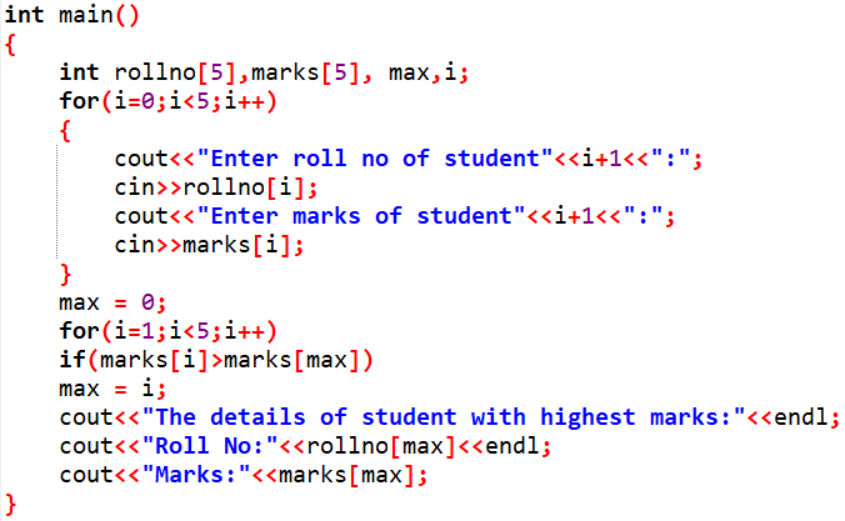 int main()
{
    int rollno[5],marks[5], max,i;
    for(i=0;i<5;i++)
    {
        cout<<"Enter roll no of student"<<i+1<<":";
        cin>>rollno[i];
        cout<<"Enter marks of student"<<i+1<<":";
        cin>>marks[i];
    }
    max = 0;
    for(i=1;i<5;i++)
    if(marks[i]>marks[max])
    max = i;
    cout<<"The details of student with highest marks:"<<endl;
    cout<<"Roll No:"<<rollno[max]<<endl;
    cout<<"Marks:"<<marks[max];
}